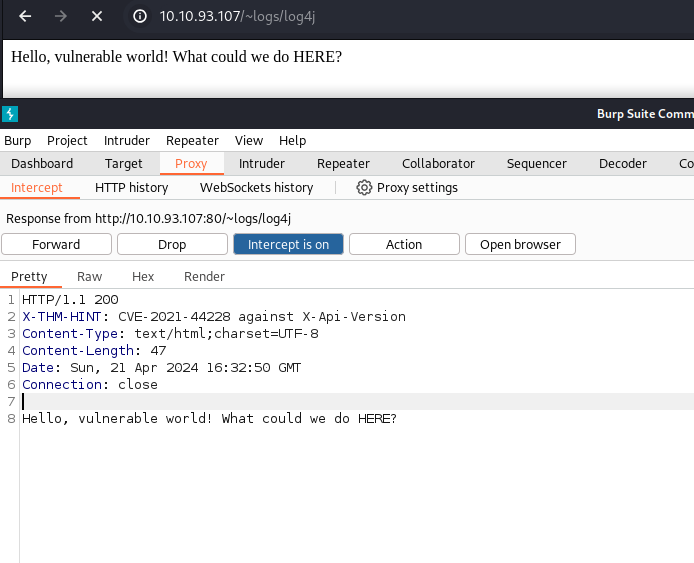 10.10.93.107/~logs/log4j
Hello, vulnerable world! What could we do HERE?
Burp Suite Comm
Burp Project Intruder Repeater View Help
Dashboard Target Proxy Intruder Repeater Collaborator Sequencer Decoder Co
Intercept HTTP history WebSockets history Proxy settings
Response from http://10.10.93.107:80/~logs/log4j
Forward Drop Intercept is on Action Open browser
Pretty Raw Hex Render
1 HTTP/1.1 200
2 X-THM-HINT: CVE-2021-44228 against X-Api-Version
3 Content-Type: text/html;charset=UTF-8
4 Content-Length: 47
5 Date: Sun, 21 Apr 2024 16:32:50 GMT
6 Connection: close
7
8 Hello, vulnerable world! What could we do HERE?